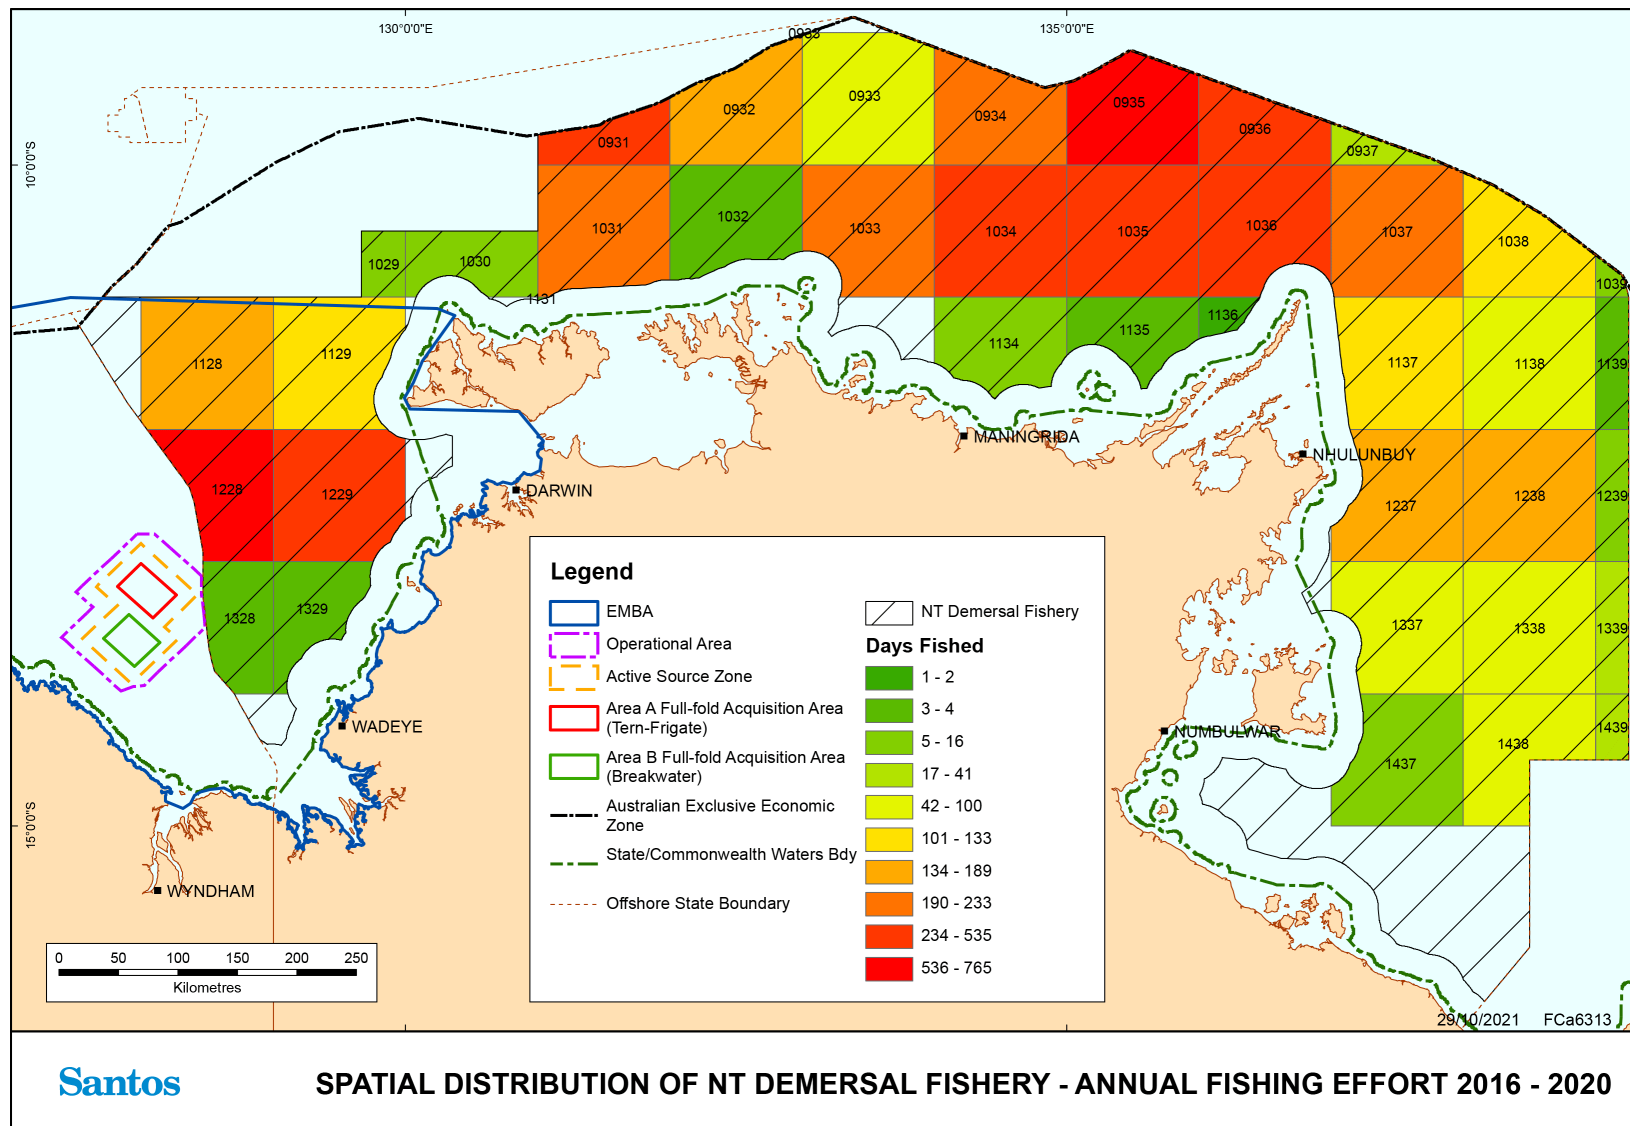 130°0'0"E
135°0'0"E
10°0'0"S
15°0'0"S
0933
0931
0932
0933
0934
0935
0936
0937
1029
1030
1031
1032
1033
1034
1035
1036
1037
1038
1039
1131
1128
1129
1134
1135
1136
1137
1138
1139
1228
1229
1237
1238
1239
1328
1329
1337
1338
1339
1437
1438
1439
MANINGRIDA
NHULUNBUY
DARWIN
WADEYE
NUMBULWAR
WYNDHAM
Legend
EMBA
Operational Area
Active Source Zone
Area A Full-fold Acquisition Area
(Tern-Frigate)
Area B Full-fold Acquisition Area
(Breakwater)
Australian Exclusive Economic
Zone
State/Commonwealth Waters Bdy
Offshore State Boundary
NT Demersal Fishery
Days Fished
1 - 2
3 - 4
5 - 16
17 - 41
42 - 100
101 - 133
134 - 189
190 - 233
234 - 535
536 - 765
0 50 100 150 200 250
Kilometres
29/10/2021 FCa6313
Santos
SPATIAL DISTRIBUTION OF NT DEMERSAL FISHERY - ANNUAL FISHING EFFORT 2016 - 2020